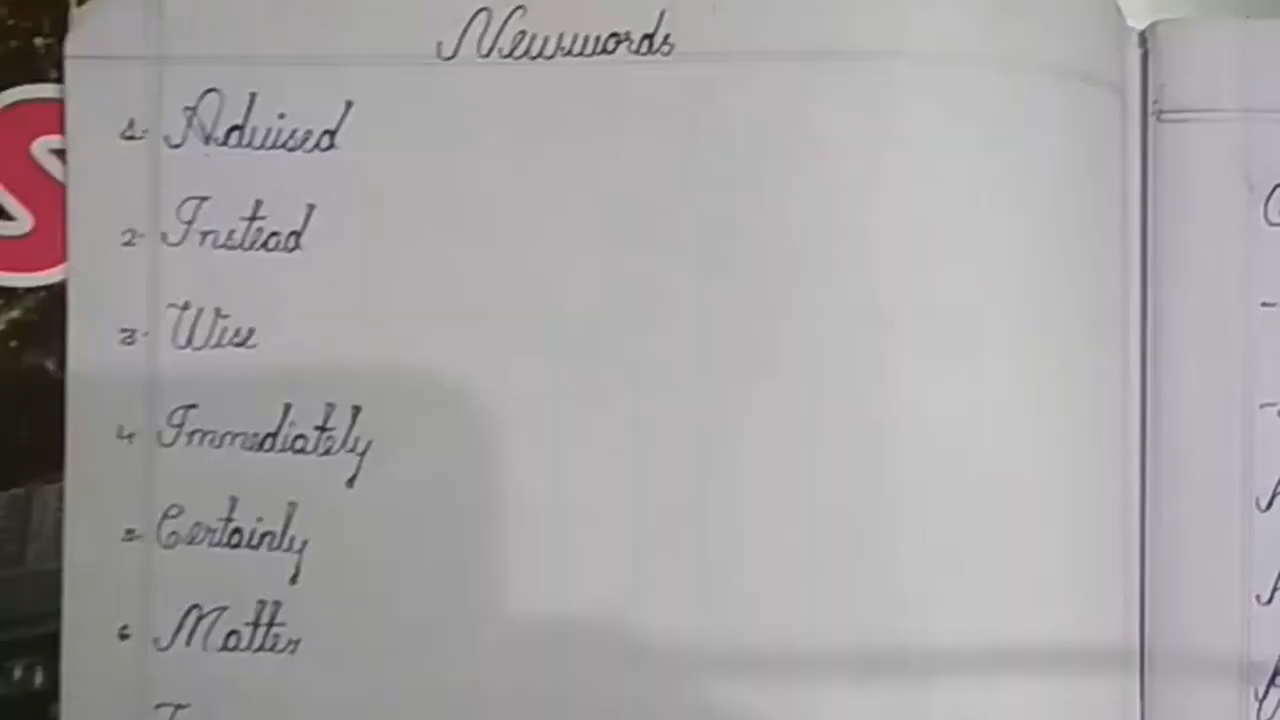 Newwords
1. Advised
2. Instead
3. Wise
4. Immediately
5. Certainly
6. Matter